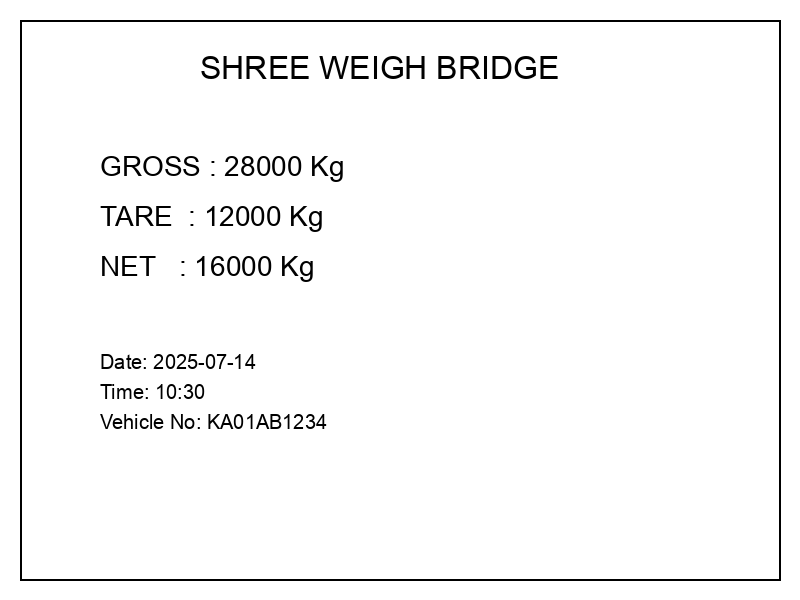 SHREE WEIGH BRIDGE
GROSS : 28000 Kg
TARE  : 12000 Kg
NET   : 16000 Kg
Date: 2025-07-14
Time: 10:30
Vehicle No: KA01AB1234